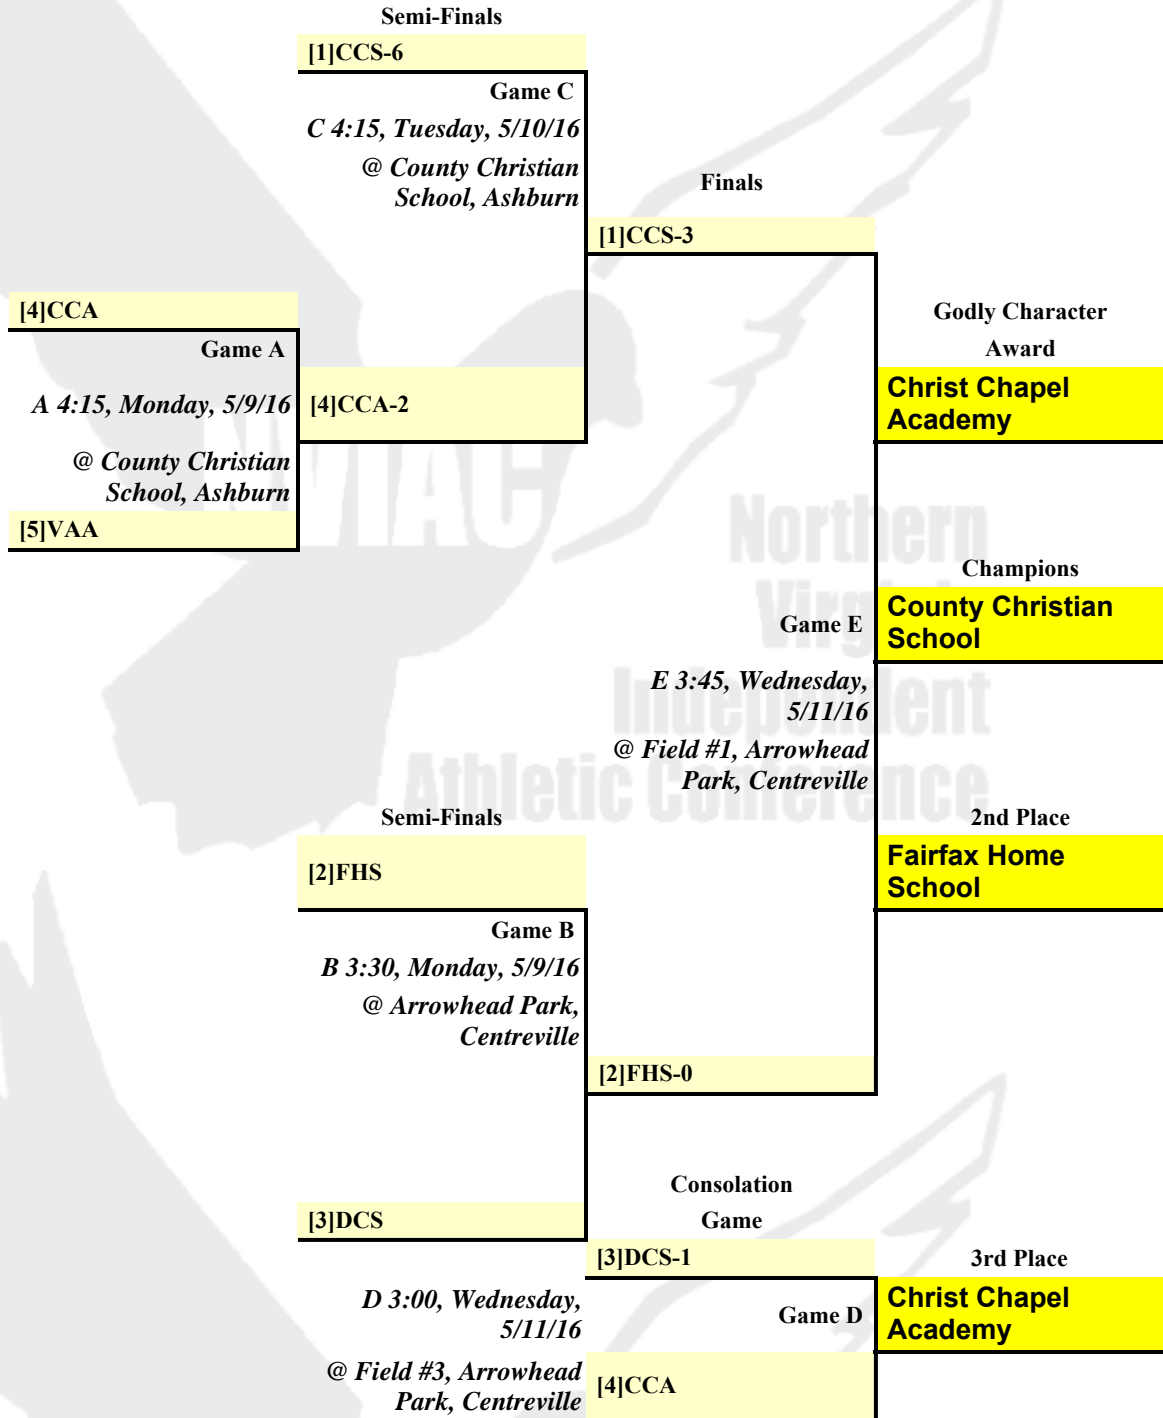 Semi-Finals
[1]CCS-6
Game C
C 4:15, Tuesday, 5/10/16
@ County Christian
School, Ashburn
Finals
[1]CCS-3
[4]CCA
Game A
A 4:15, Monday, 5/9/16
[4]CCA-2
@ County Christian
School, Ashburn
[5]VAA
Godly Character
Award
Christ Chapel
Academy
NVIAC
Northern
Virginia
Independent
Athletic Conference
Champions
County Christian
School
Game E
E 3:45, Wednesday,
5/11/16
@ Field #1, Arrowhead
Park, Centreville
2nd Place
Fairfax Home
School
Semi-Finals
[2]FHS
Game B
B 3:30, Monday, 5/9/16
@ Arrowhead Park,
Centreville
[2]FHS-0
[3]DCS
Consolation
Game
[3]DCS-1
3rd Place
D 3:00, Wednesday,
5/11/16
Game D
Christ Chapel
Academy
@ Field #3, Arrowhead
Park, Centreville
[4]CCA